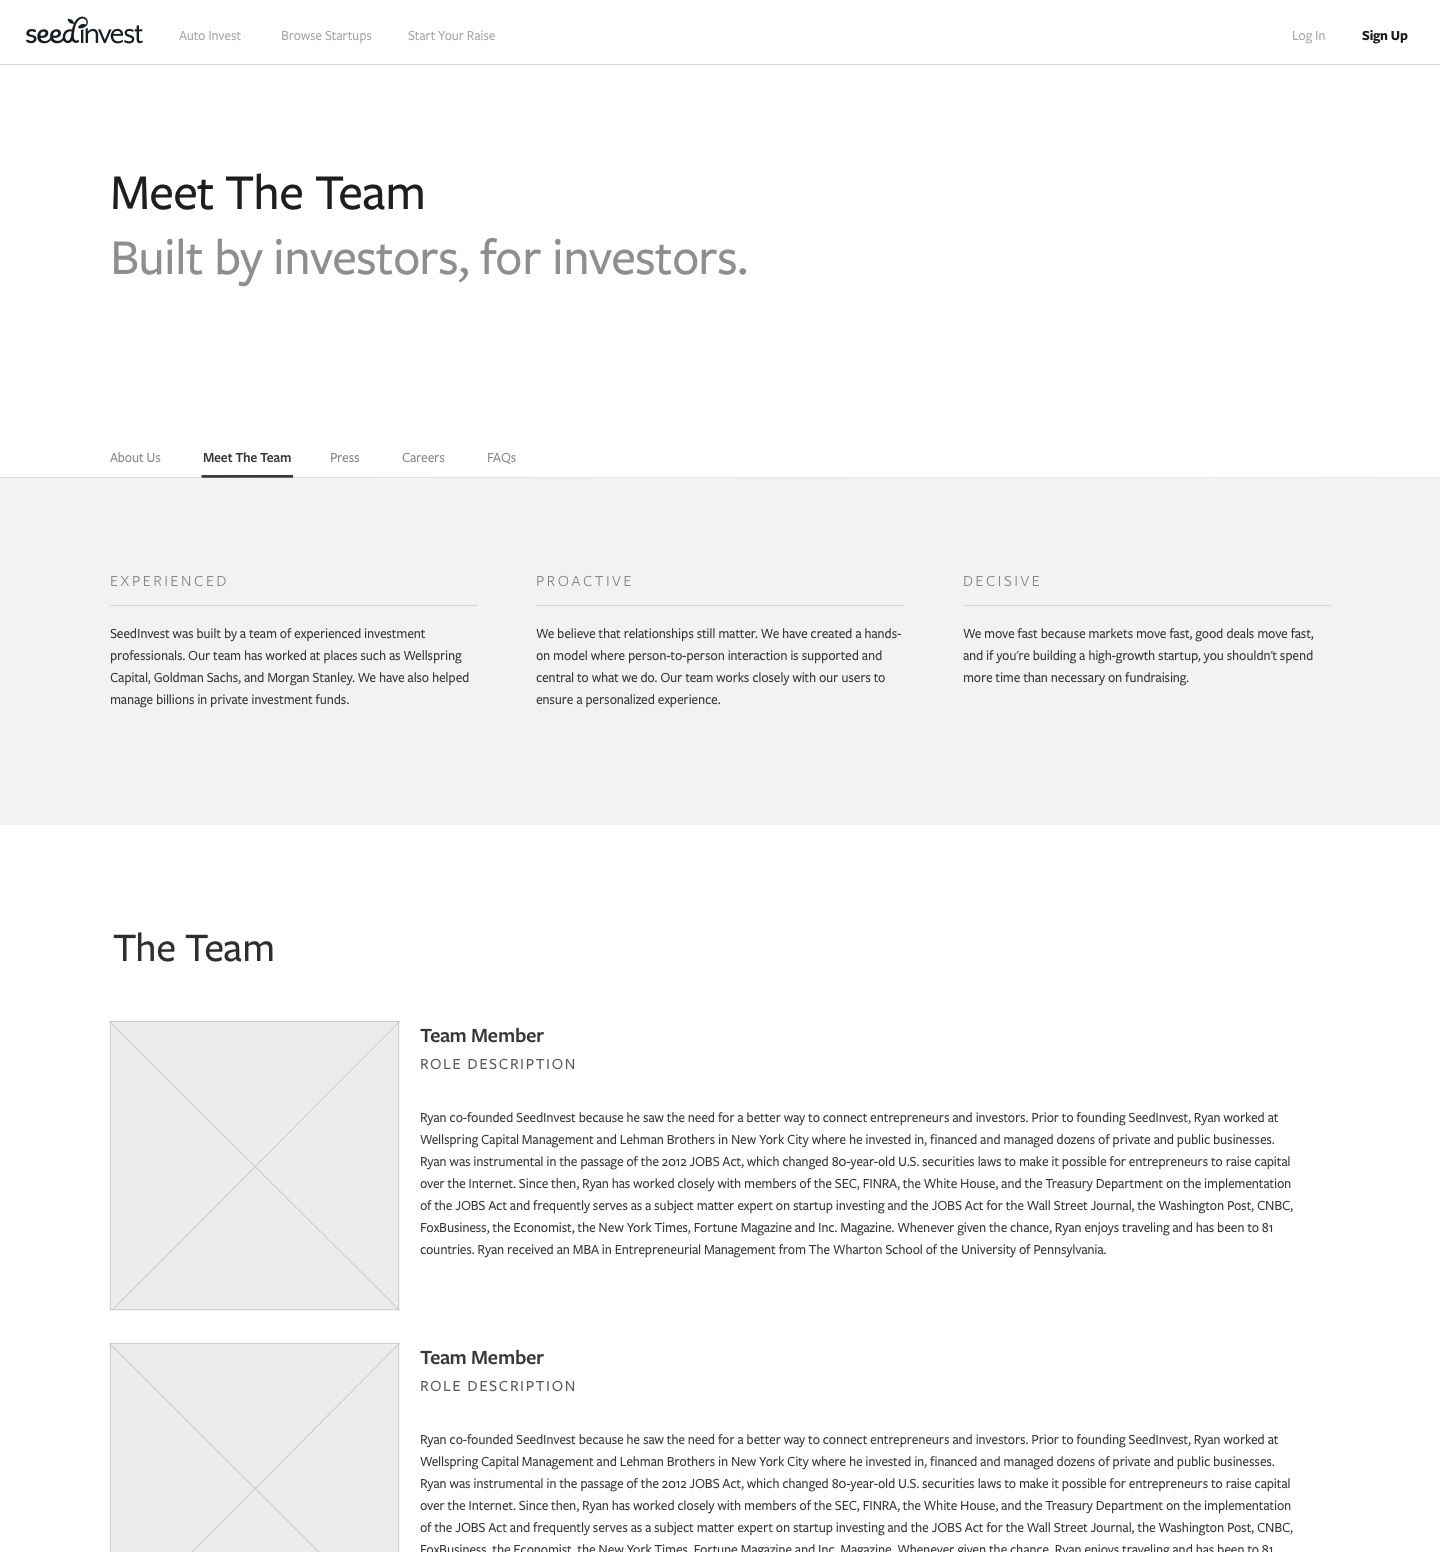 seedinvest Auto Invest Browse Startups Start Your Raise Log In Sign Up
Meet The Team
Built by investors, for investors.
About Us Meet The Team Press Careers FAQs
EXPERIENCED
SeedInvest was built by a team of experienced investment
professionals. Our team has worked at places such as Wellspring
Capital, Goldman Sachs, and Morgan Stanley. We have also helped
manage billions in private investment funds.
PROACTIVE
We believe that relationships still matter. We have created a hands-
on model where person-to-person interaction is supported and
central to what we do. Our team works closely with our users to
ensure a personalized experience.
DECISIVE
We move fast because markets move fast, good deals move fast,
and if you're building a high-growth startup, you shouldn't spend
more time than necessary on fundraising.
The Team
Team Member
ROLE DESCRIPTION
Ryan co-founded SeedInvest because he saw the need for a better way to connect entrepreneurs and investors. Prior to founding SeedInvest, Ryan worked at
Wellspring Capital Management and Lehman Brothers in New York City where he invested in, financed and managed dozens of private and public businesses.
Ryan was instrumental in the passage of the 2012 JOBS Act, which changed 80-year-old U.S. securities laws to make it possible for entrepreneurs to raise capital
over the Internet. Since then, Ryan has worked closely with members of the SEC, FINRA, the White House, and the Treasury Department on the implementation
of the JOBS Act and frequently serves as a subject matter expert on startup investing and the JOBS Act for the Wall Street Journal, the Washington Post, CNBC,
FoxBusiness, the Economist, the New York Times, Fortune Magazine and Inc. Magazine. Whenever given the chance, Ryan enjoys traveling and has been to 81
countries. Ryan received an MBA in Entrepreneurial Management from The Wharton School of the University of Pennsylvania.
Team Member
ROLE DESCRIPTION
Ryan co-founded SeedInvest because he saw the need for a better way to connect entrepreneurs and investors. Prior to founding SeedInvest, Ryan worked at
Wellspring Capital Management and Lehman Brothers in New York City where he invested in, financed and managed dozens of private and public businesses.
Ryan was instrumental in the passage of the 2012 JOBS Act, which changed 80-year-old U.S. securities laws to make it possible for entrepreneurs to raise capital
over the Internet. Since then, Ryan has worked closely with members of the SEC, FINRA, the White House, and the Treasury Department on the implementation
of the JOBS Act and frequently serves as a subject matter expert on startup investing and the JOBS Act for the Wall Street Journal, the Washington Post, CNBC,
FoxBusiness, the Economist, the New York Times, Fortune Magazine and Inc. Magazine. Whenever given the chance, Ryan enjoys traveling and has been to 81